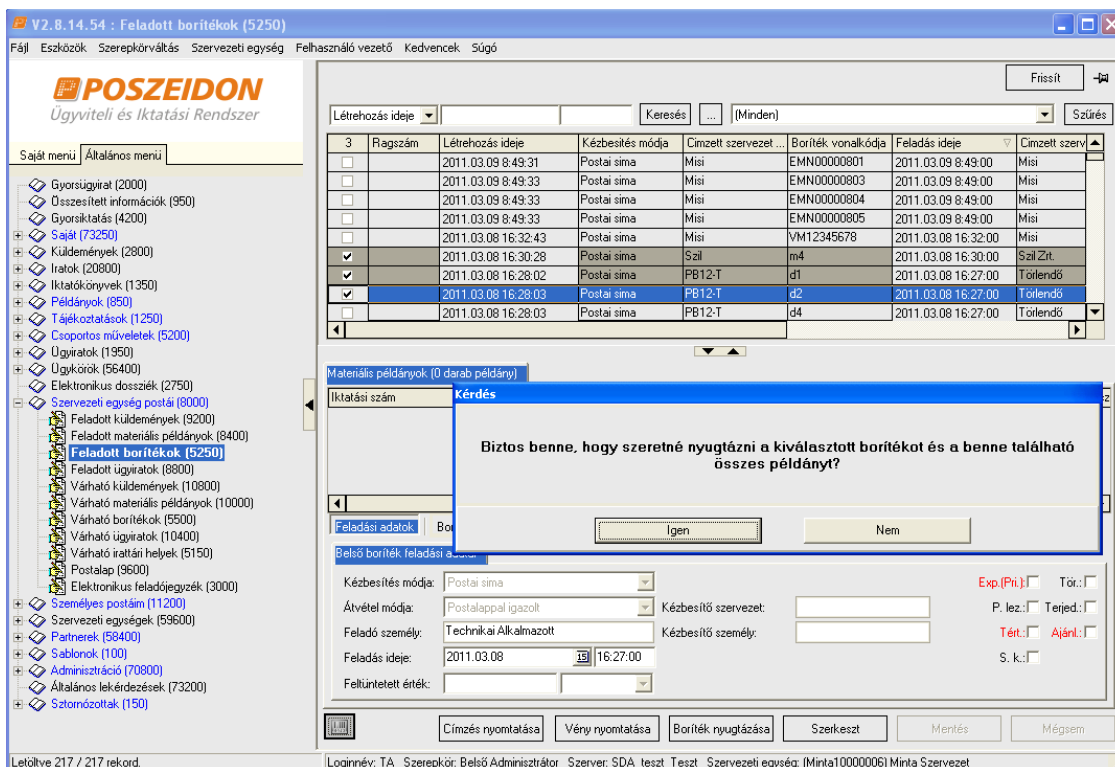 V2.8.14.54 : Feladott borítékok (5250)
Fájl Eszközök Szerepkörváltás Szervezeti egység Felhasználó vezető Kedvencek Súgó
POSZEIDON
Ügyviteli és Iktatási Rendszer
Saját menü Általános menü
Gyorsügyirat (2000)
Összesített információk (950)
Gyorsiktatás (4200)
Saját (73250)
Küldemények (2800)
Iratok (20800)
Iktatókönyvek (1350)
Példányok (850)
Tájékoztatások (1250)
Csoportos műveletek (5200)
Ügyiratok (1950)
Ügykörök (56400)
Elektronikus dossziék (2750)
Szervezeti egység postái (8000)
Feladott küldemények (9200)
Feladott materiális példányok (8400)
Feladott borítékok (5250)
Feladott ügyiratok (8800)
Várható küldemények (10800)
Várható materiális példányok (10000)
Várható borítékok (5500)
Várható ügyiratok (10400)
Várható irattári helyek (5150)
Postalap (9600)
Elektronikus feladójegyzék (3000)
Személyes postáim (11200)
Szervezeti egységek (59600)
Partnerek (58400)
Sablonok (100)
Adminisztráció (70800)
Általános lekérdezések (73200)
Sztornózottak (150)
Frissít
Létrehozás ideje Keresés ... (Minden) Szűrés
3 Ragszám Létrehozás ideje Kézbesítés módja Címzett szervezet ... Boríték vonalkódja Feladás ideje Címzett szerv
2011.03.09 8:49:31 Postai sima Misi EMN00000801 2011.03.09 8:49:00 Misi
2011.03.09 8:49:33 Postai sima Misi EMN00000803 2011.03.09 8:49:00 Misi
2011.03.09 8:49:33 Postai sima Misi EMN00000804 2011.03.09 8:49:00 Misi
2011.03.09 8:49:33 Postai sima Misi EMN00000805 2011.03.09 8:49:00 Misi
2011.03.08 16:32:43 Postai sima Misi VM12345678 2011.03.08 16:32:00 Misi
2011.03.08 16:30:28 Postai sima Szil m4 2011.03.08 16:30:00 Szil Zrt.
2011.03.08 16:28:02 Postai sima PB12-T d1 2011.03.08 16:27:00 Törlendő
2011.03.08 16:28:03 Postai sima PB12-T d2 2011.03.08 16:27:00 Törlendő
2011.03.08 16:28:03 Postai sima PB12-T d4 2011.03.08 16:27:00 Törlendő
Materiális példányok (0 darab példány)
Iktatási szám
Kérdés
Biztos benne, hogy szeretné nyugtázni a kiválasztott borítékot és a benne található
összes példányt?
Igen Nem
Feladási adatok
Belső boríték feladási
Kézbesítés módja: Postai sima Exp.(Pri.): Tör.:
Átvétel módja: Postalappal igazolt Kézbesítő szervezet: P. lez.: Terjed.:
Feladó személy: Technikai Alkalmazott Kézbesítő személy: Tért.: Ajánl.:
Feladás ideje: 2011.03.08 15 16:27:00 S. k.:
Feltüntetett érték:
Címzés nyomtatása Vény nyomtatása Boríték nyugtázása Szerkeszt Mentés Mégsem
Letöltve 217 / 217 rekord. Loginnév: TA Szerepkör: Belső Adminisztrátor Szerver: SDA_teszt_Teszt Szervezeti egység: (Minta10000006) Minta Szervezet